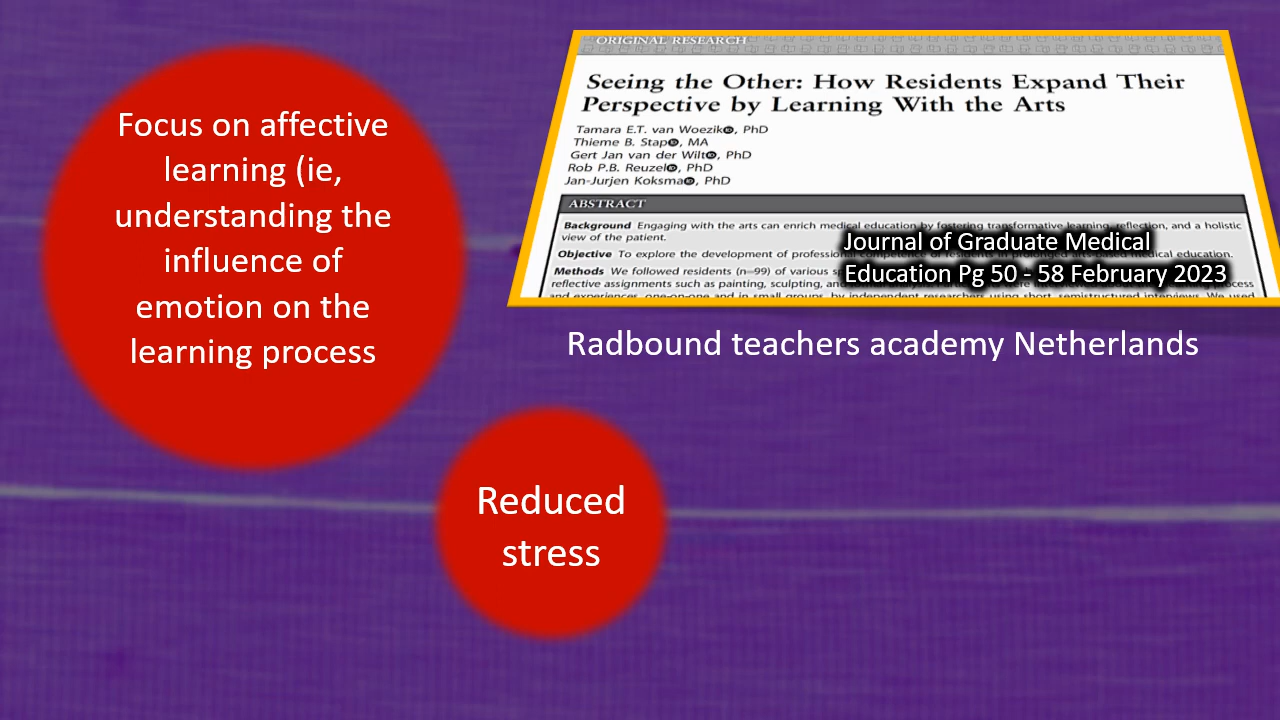 Focus on affective
learning (ie,
understanding the
influence of
emotion on the
learning process
Reduced
stress
ORIGINAL RESEARCH
Seeing the Other: How Residents Expand Their
Perspective by Learning With the Arts
Tamara E.T. van Woezik, PhD
Thieme B. Stap, MA
Gert Jan van der Wilt, PhD
Rob P.B. Reuzel, PhD
Jan-Jurjen Koksma, PhD
ABSTRACT
Background Engaging with the arts can enrich medical education by fostering transformative learning, reflection, and a holistic
view of the patient.
Objective To explore the development of professional competence of residents in prolonged arts-based medical education.
Methods We followed residents (n=99) of various
reflective assignments such as painting, sculpting, and
and experiences, one-on-one and in small groups, by independent researchers using short, semistructured interviews. We used
Journal of Graduate Medical
Education Pg 50 - 58 February 2023
Radbound teachers academy Netherlands